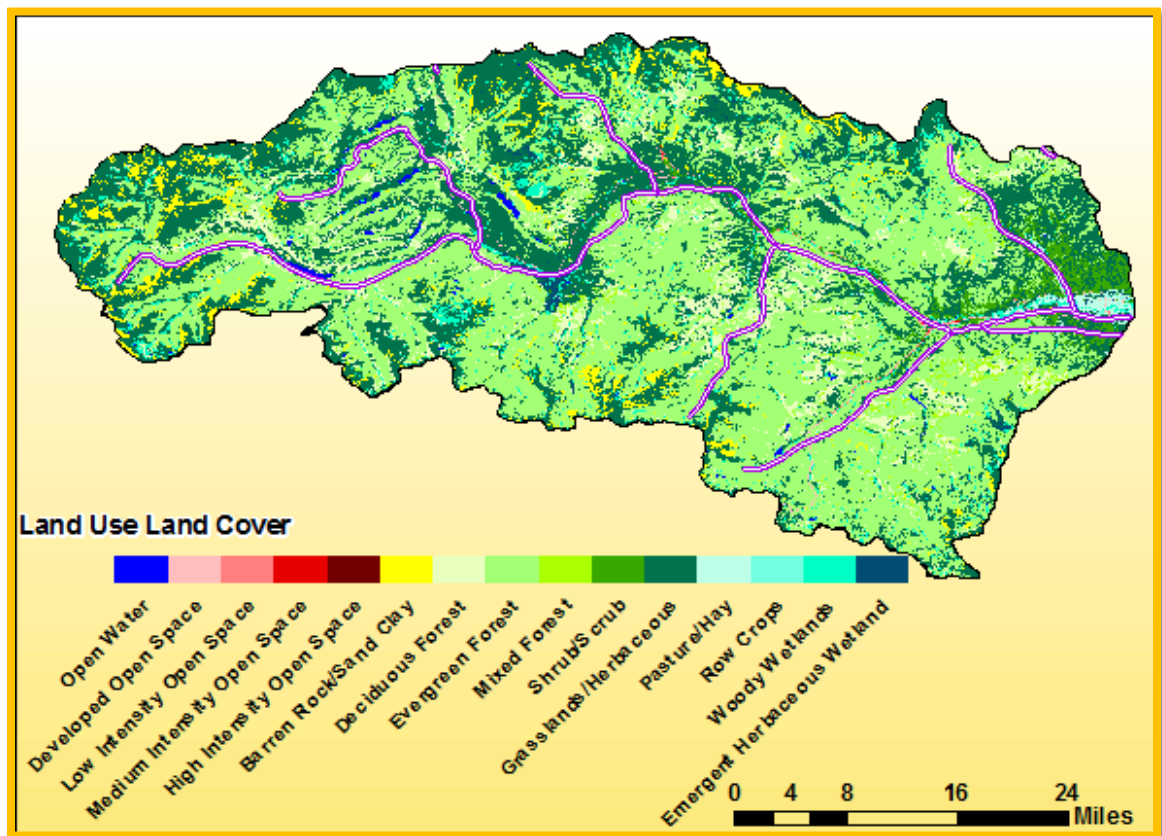 Land Use Land Cover
Open Water
Developed Open Space
Low Intensity Open Space
Medium Intensity Open Space
High Intensity Open Space
Barren Rock/Sand Clay
Deciduous Forest
Evergreen Forest
Mixed Forest
Shrub/Scrub
Grasslands/Herbaceous
Pasture/Hay
Row Crops
Woody Wetlands
Emergent Herbaceous Wetland
0 4 8 16 24
Miles